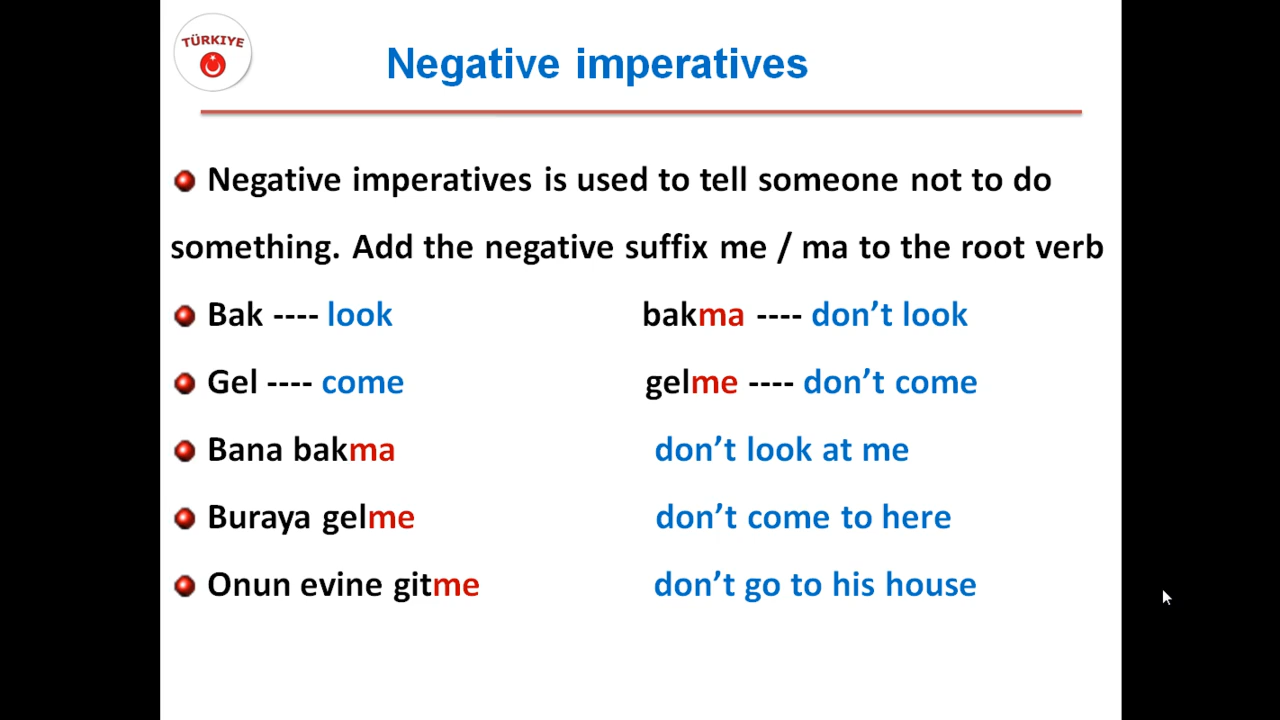 TÜRKIYE
Negative imperatives
Negative imperatives is used to tell someone not to do
something. Add the negative suffix me / ma to the root verb
Bak ---- look bakma ---- don’t look
Gel ---- come gelme ---- don’t come
Bana bakma don’t look at me
Buraya gelme don’t come to here
Onun evine gitme don’t go to his house